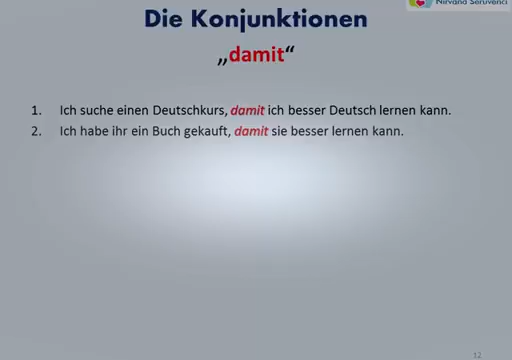 Nirvana Saruverici
Die Konjunktionen
„damit“
1. Ich suche einen Deutschkurs, damit ich besser Deutsch lernen kann.
2. Ich habe ihr ein Buch gekauft, damit sie besser lernen kann.
12